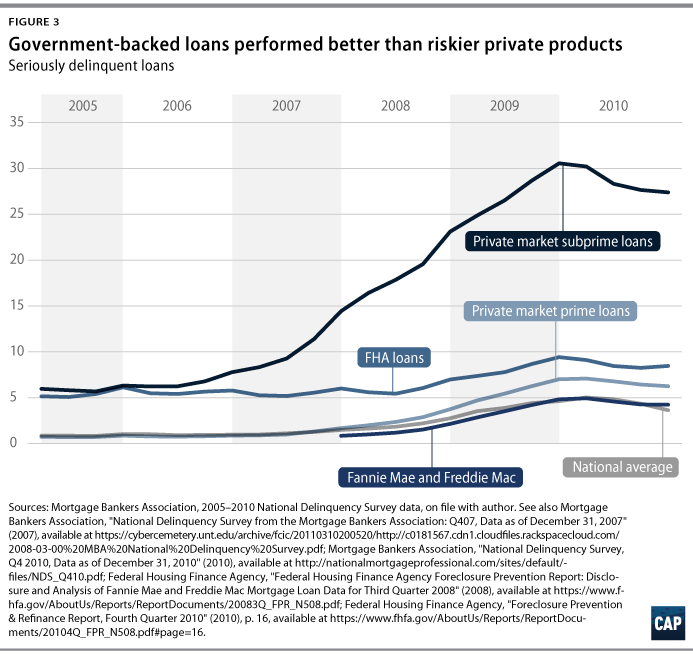 FIGURE 3
Government-backed loans performed better than riskier private products
Seriously delinquent loans
2005 2006 2007 2008 2009 2010
35
30
25
20
15
10
5
0
Private market subprime loans
Private market prime loans
FHA loans
National average
Fannie Mae and Freddie Mac
Sources: Mortgage Bankers Association, 2005–2010 National Delinquency Survey data, on file with author. See also Mortgage
Bankers Association, "National Delinquency Survey from the Mortgage Bankers Association: Q407, Data as of December 31, 2007"
(2007), available at https://cybercemetery.unt.edu/archive/fcic/20110310200520/http://c0181567.cdn1.cloudfiles.rackspacecloud.com/
2008-03-00%20MBA%20National%20Delinquency%20Survey.pdf; Mortgage Bankers Association, "National Delinquency Survey,
Q4 2010, Data as of December 31, 2010" (2010), available at http://nationalmortgageprofessional.com/sites/default/-
files/NDS_Q410.pdf; Federal Housing Finance Agency, "Federal Housing Finance Agency Foreclosure Prevention Report: Disclo-
sure and Analysis of Fannie Mae and Freddie Mac Mortgage Loan Data for Third Quarter 2008" (2008), available at https://www.f-
hfa.gov/AboutUs/Reports/ReportDocuments/20083Q_FPR_N508.pdf; Federal Housing Finance Agency, "Foreclosure Prevention
& Refinance Report, Fourth Quarter 2010" (2010), p. 16, available at https://www.fhfa.gov/AboutUs/Reports/ReportDocu-
ments/20104Q_FPR_N508.pdf#page=16.
CAP